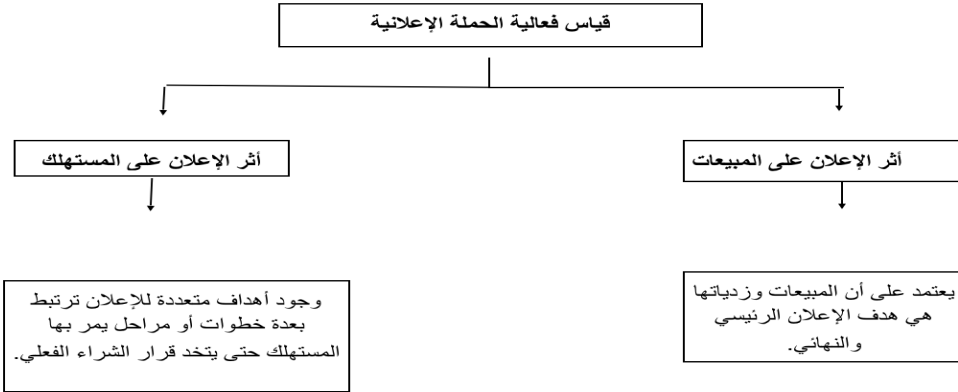 قياس فعالية الحملة الإعلانية
أثر الإعلان على المبيعات
أثر الإعلان على المستهلك
يعتمد على أن المبيعات وزدياتها
هي هدف الإعلان الرئيسي
والنهائي.
وجود أهداف متعددة للإعلان ترتبط
بعدة خطوات أو مراحل يمر بها
المستهلك حتى يتخد قرار الشراء الفعلي.